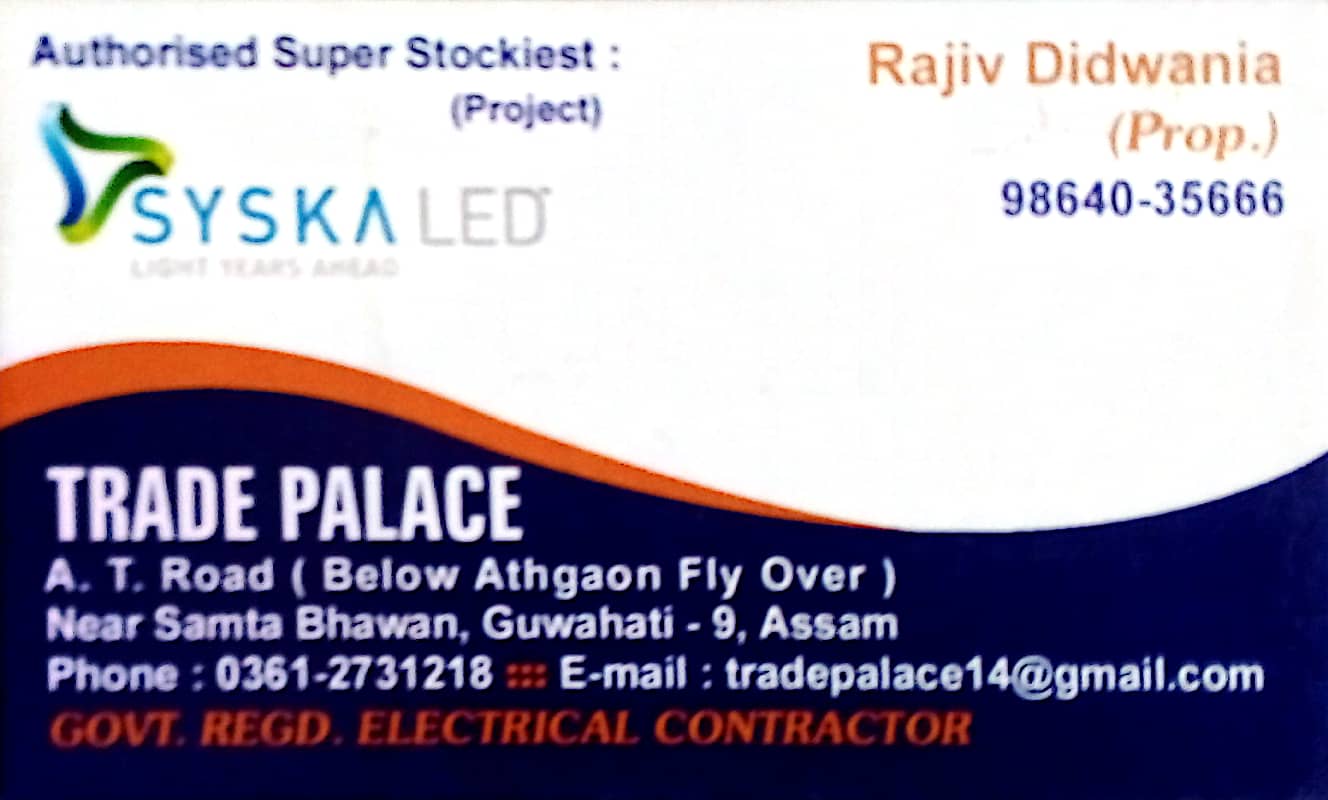 Authorised Super Stockiest :
(Project)
SYSKA LED
LIGHT YEARS AHEAD
Rajiv Didwania
(Prop.)
98640-35666
TRADE PALACE
A. T. Road ( Below Athgaon Fly Over )
Near Samta Bhawan, Guwahati - 9, Assam
Phone : 0361-2731218 ::: E-mail : tradepalace14@gmail.com
GOVT. REGD. ELECTRICAL CONTRACTOR